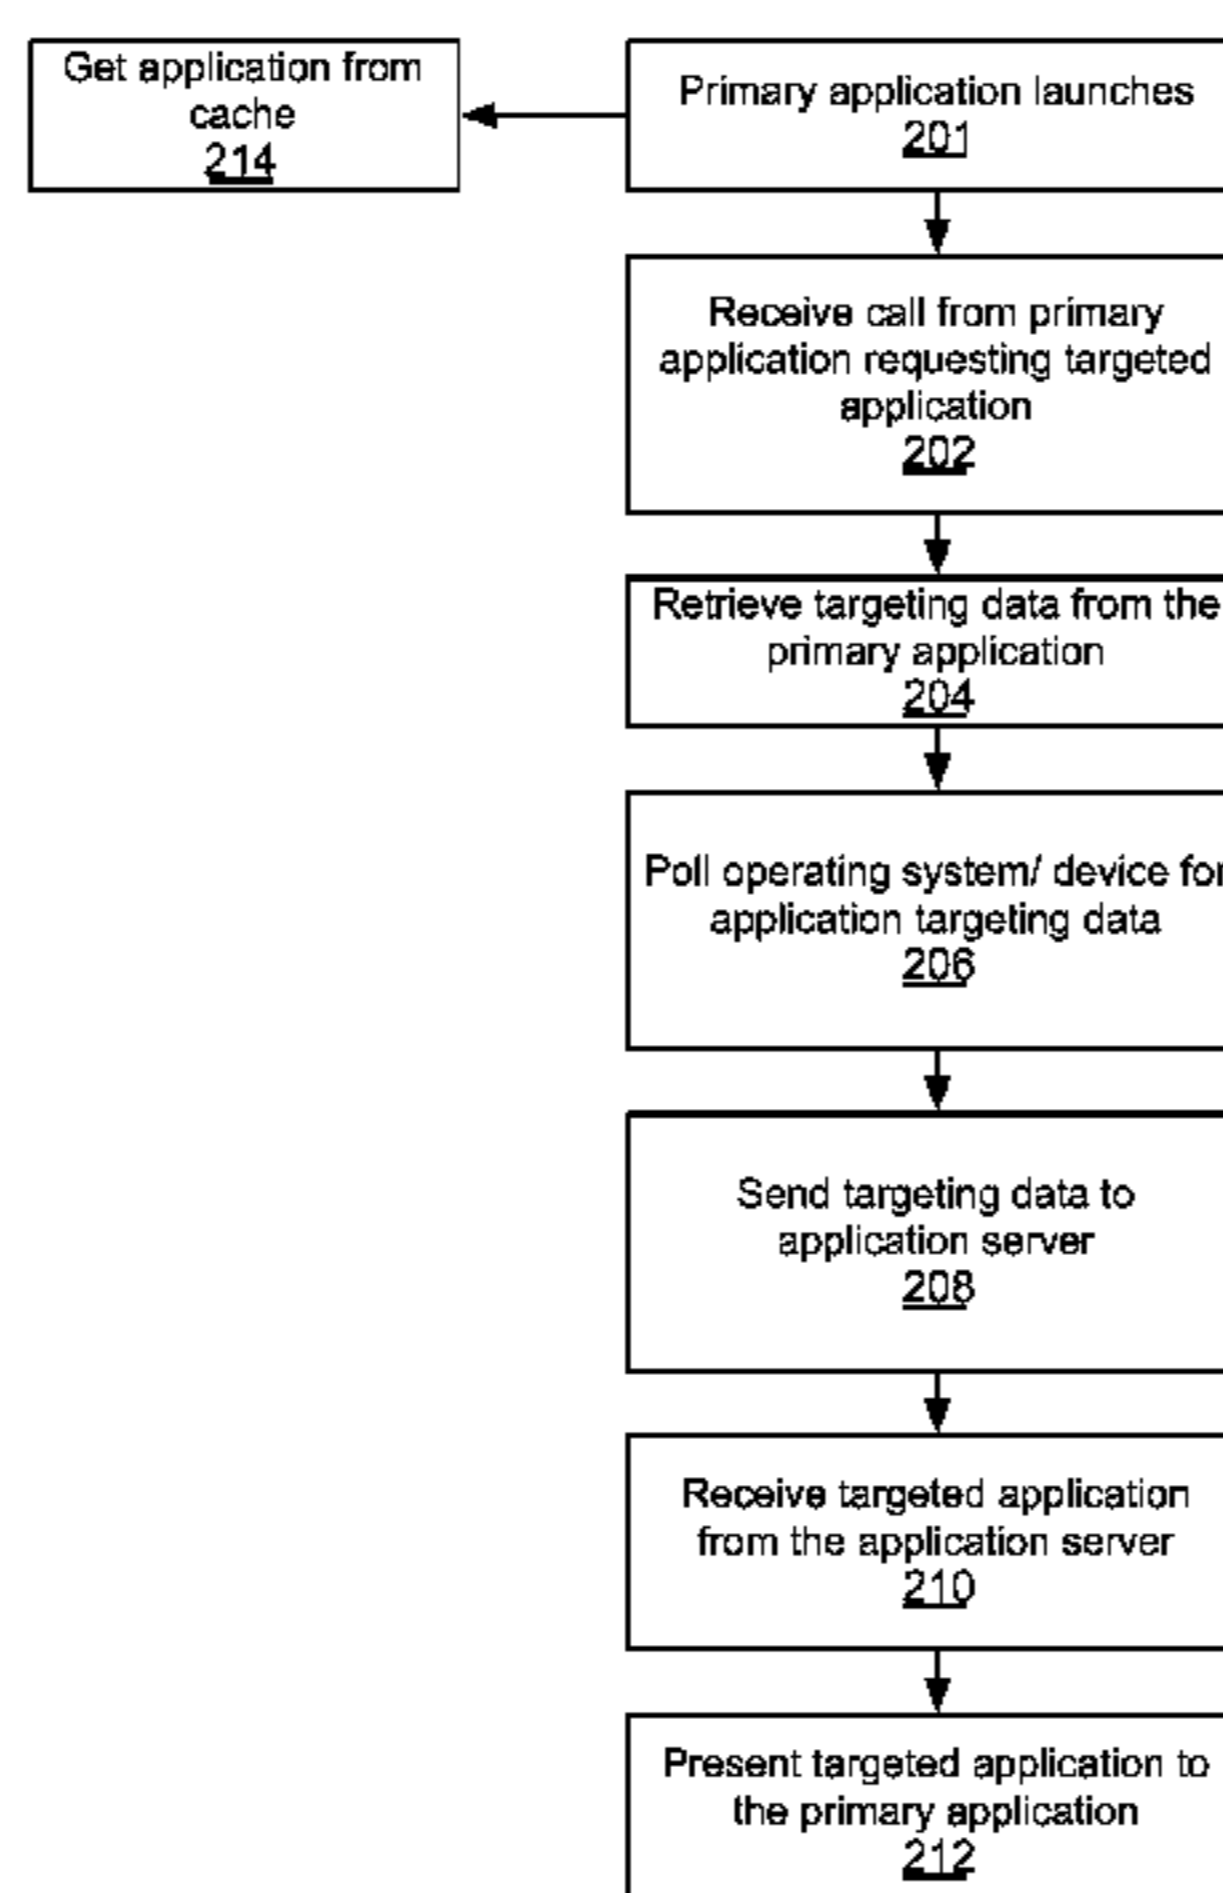 Get application from
cache
214
Primary application launches
201
Receive call from primary
application requesting targeted
application
202
Retrieve targeting data from the
primary application
204
Poll operating system/ device for
application targeting data
206
Send targeting data to
application server
208
Receive targeted application
from the application server
210
Present targeted application to
the primary application
212